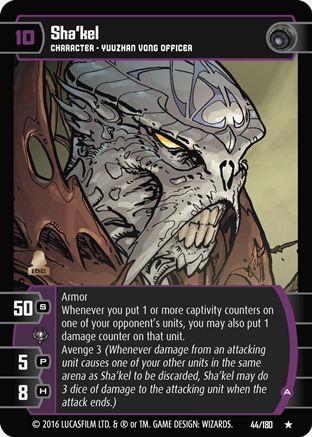 10
Sha'kel
CHARACTER - YUUZHAN VONG OFFICER
IDC
50 S
5 P
8 H
Armor
Whenever you put 1 or more captivity counters on
one of your opponent's units, you may also put 1
damage counter on that unit.
Avenge 3 (Whenever damage from an attacking
unit causes one of your other units in the same
arena as Sha'kel to be discarded, Sha'kel may do
3 dice of damage to the attacking unit when the
attack ends.)
A
© 2016 LUCASFILM LTD. & ® or TM. GAME DESIGN: WIZARDS.
44/180